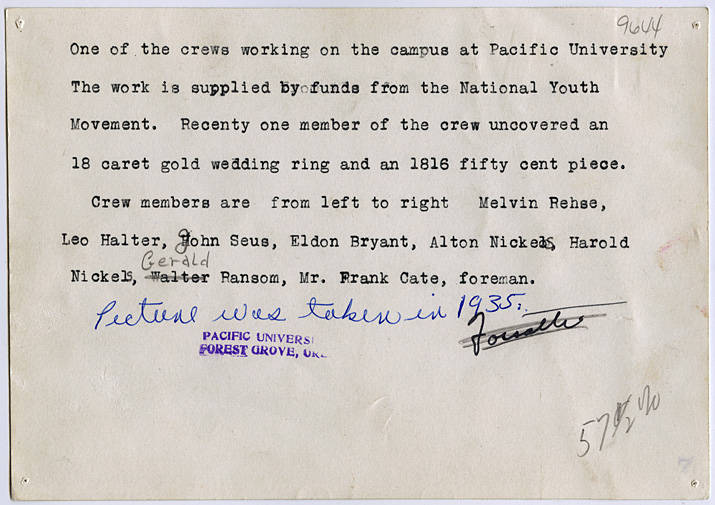 9644
One of the crews working on the campus at Pacific University
The work is supplied by funds from the National Youth
Movement. Recenty one member of the crew uncovered an
18 caret gold wedding ring and an 1816 fifty cent piece.
Crew members are from left to right Melvin Rehse,
Leo Halter, John Seus, Eldon Bryant, Alton Nickels, Harold
Gerald
Nickels, Walter Ransom, Mr. Frank Cate, foreman.
Picture was taken in 1935.
PACIFIC UNIVERSI
FOREST GROVE, OR
57 1/2 %